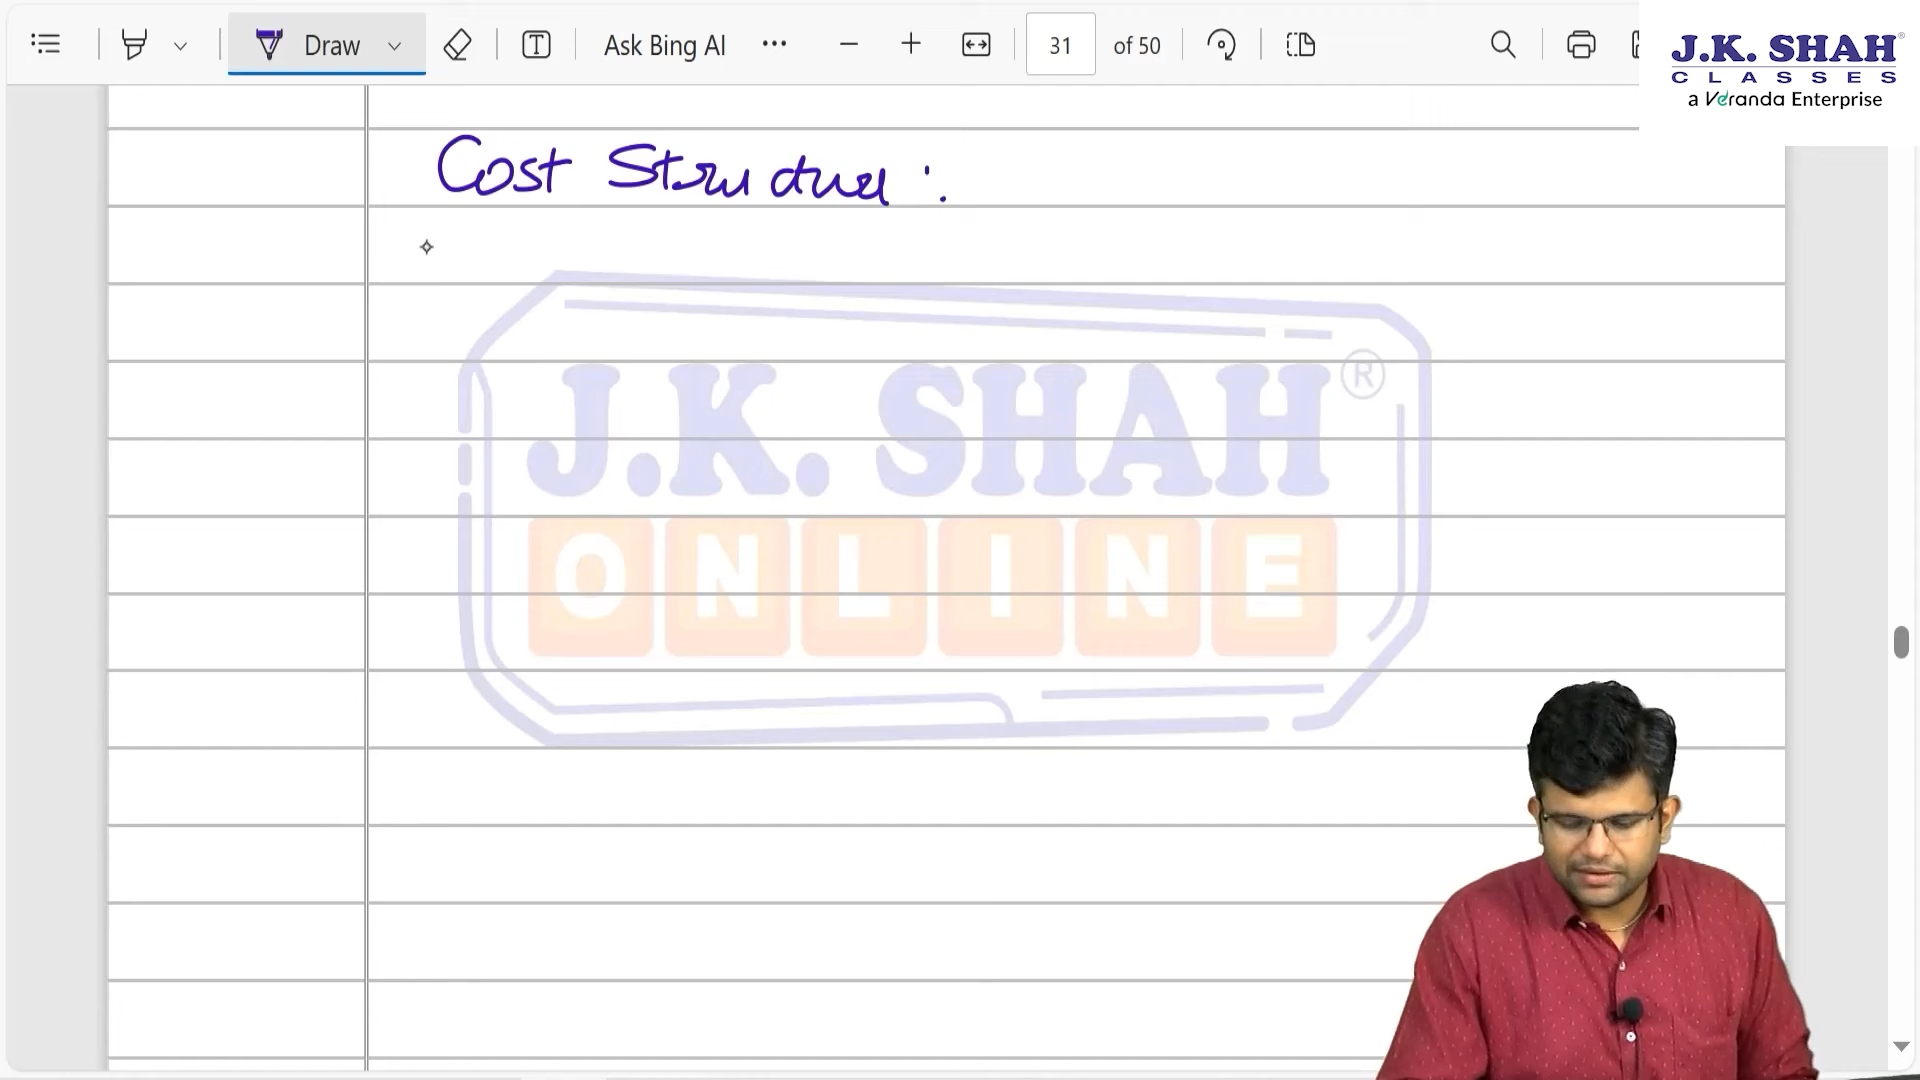 Draw
Ask Bing AI
31 of 50
J.K. SHAH®
CLASSES
a Veranda Enterprise
Cost Structure :
J.K. SHAH®
ONLINE